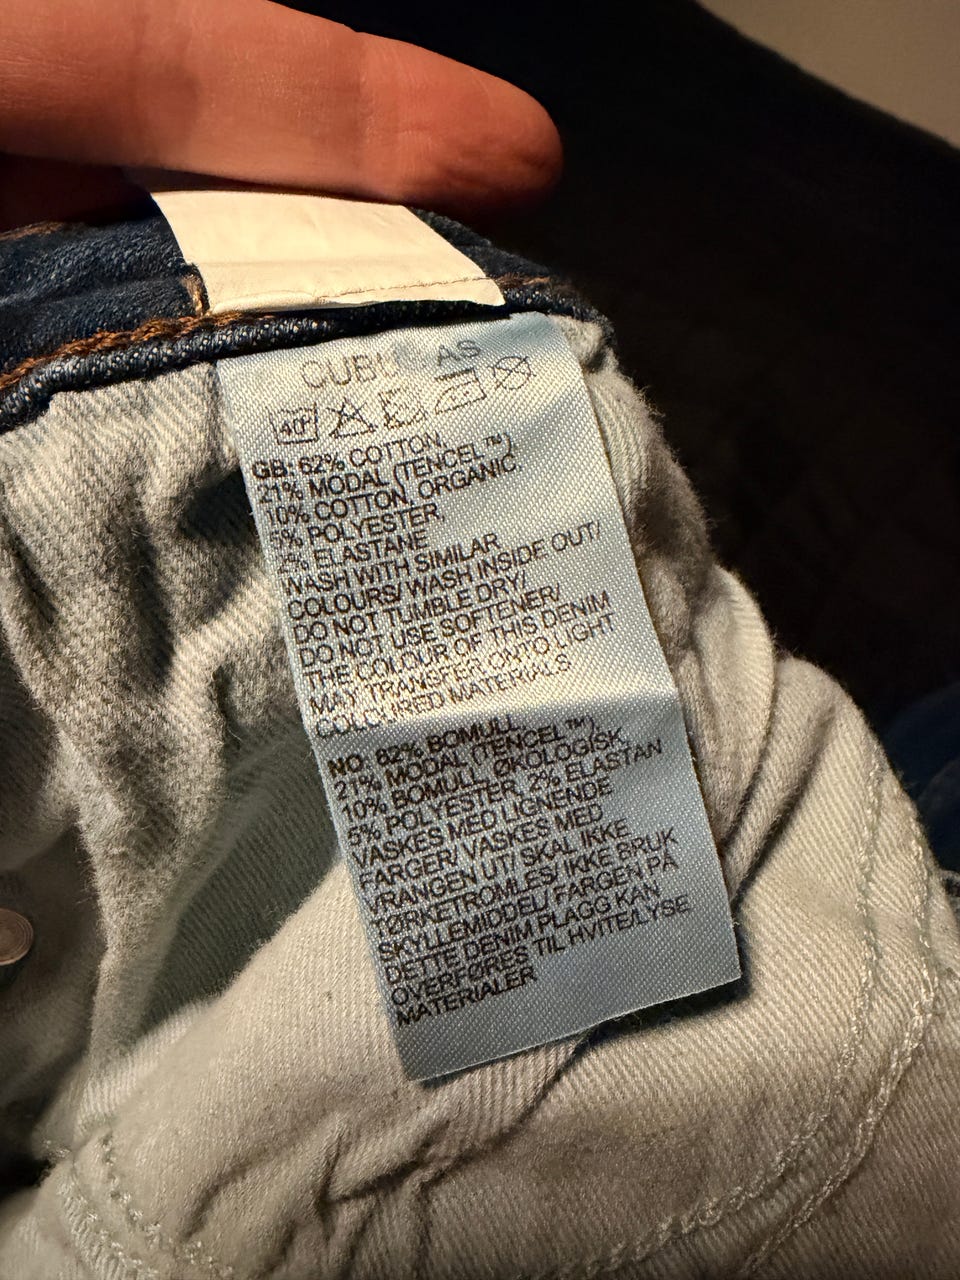 CUBUS AS
40°
GB: 62% COTTON,
21% MODAL (TENCEL™)
10% COTTON, ORGANIC,
5% POLYESTER,
2% ELASTANE
WASH WITH SIMILAR
COLOURS/ WASH INSIDE OUT/
DO NOT TUMBLE DRY/
DO NOT USE SOFTENER/
THE COLOUR OF THIS DENIM
MAY TRANSFER ONTO LIGHT
COLOURED MATERIALS
NO: 62% BOMULL,
21% MODAL (TENCEL™),
10% BOMULL, ØKOLOGISK,
5% POLYESTER, 2% ELASTAN
VASKES MED LIGNENDE
FARGER/ VASKES MED
VRANGEN UT/ SKAL IKKE
TØRKETROMLES/ IKKE BRUK
SKYLLEMIDDEL/ FARGEN PÅ
DETTE DENIM PLAGG KAN
OVERFØRES TIL HVITE/LYSE
MATERIALER